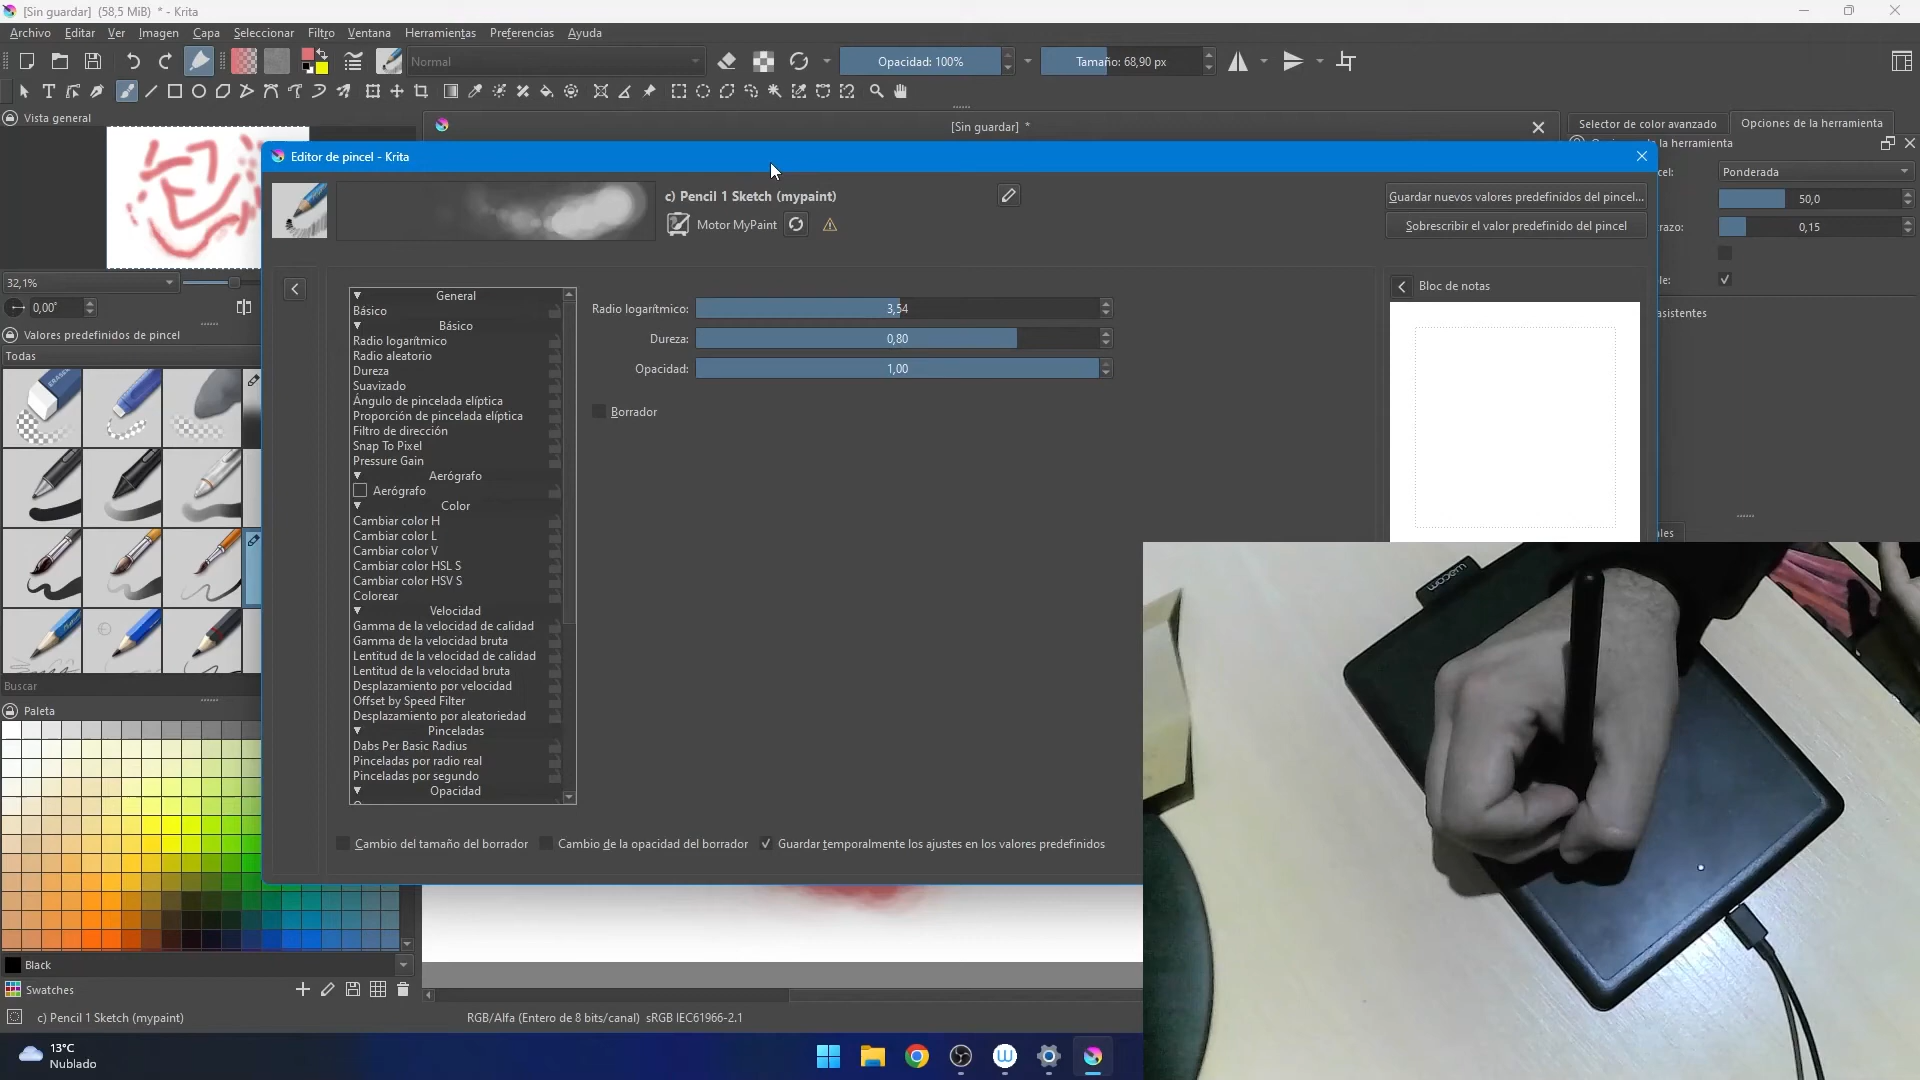 [Sin guardar] (58,5 MiB) * - Krita
Archivo Editar Ver Imagen Capa Seleccionar Filtro Ventana Herramientas Preferencias Ayuda
Normal
Opacidad: 100%
Tamaño: 68,90 px
Vista general
[Sin guardar] *
Selector de color avanzado
Opciones de la herramienta
la herramienta
Editor de pincel - Krita
cel:
Ponderada
c) Pencil 1 Sketch (mypaint)
Guardar nuevos valores predefinidos del pincel...
50,0
Motor MyPaint
Sobrescribir el valor predefinido del pincel
razo:
0,15
32,1%
le:
0,00°
Bloc de notas
asistentes
Valores predefinidos de pincel
Todas
General
Básico
Básico
Radio logarítmico
Radio aleatorio
Dureza
Suavizado
Ángulo de pincelada elíptica
Proporción de pincelada elíptica
Filtro de dirección
Snap To Pixel
Pressure Gain
Aerógrafo
Aerógrafo
Color
Cambiar color H
Cambiar color L
Cambiar color V
Cambiar color HSL S
Cambiar color HSV S
Colorear
Velocidad
Gamma de la velocidad de calidad
Gamma de la velocidad bruta
Lentitud de la velocidad de calidad
Lentitud de la velocidad bruta
Desplazamiento por velocidad
Offset by Speed Filter
Desplazamiento por aleatoriedad
Pinceladas
Dabs Per Basic Radius
Pinceladas por radio real
Pinceladas por segundo
Opacidad
Radio logarítmico: 3,54
Dureza: 0,80
Opacidad: 1,00
Borrador
ales
wacom
Buscar
Paleta
Cambio del tamaño del borrador
Cambio de la opacidad del borrador
Guardar temporalmente los ajustes en los valores predefinidos
Black
Swatches
c) Pencil 1 Sketch (mypaint)
RGB/Alfa (Entero de 8 bits/canal) sRGB IEC61966-2.1
13°C
Nublado